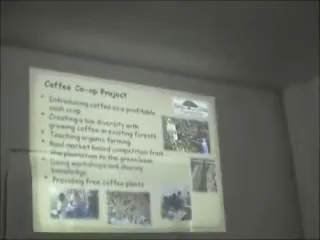 Coffee Co-op Project
• Introducing coffee as a profitable
cash crop
• Creating a bio diversity with
growing coffee in existing forests
• Teaching organic farming
• Real market based competition from
the plantation to the green bean
• Using workshops and sharing
knowledge
• Providing free coffee plants